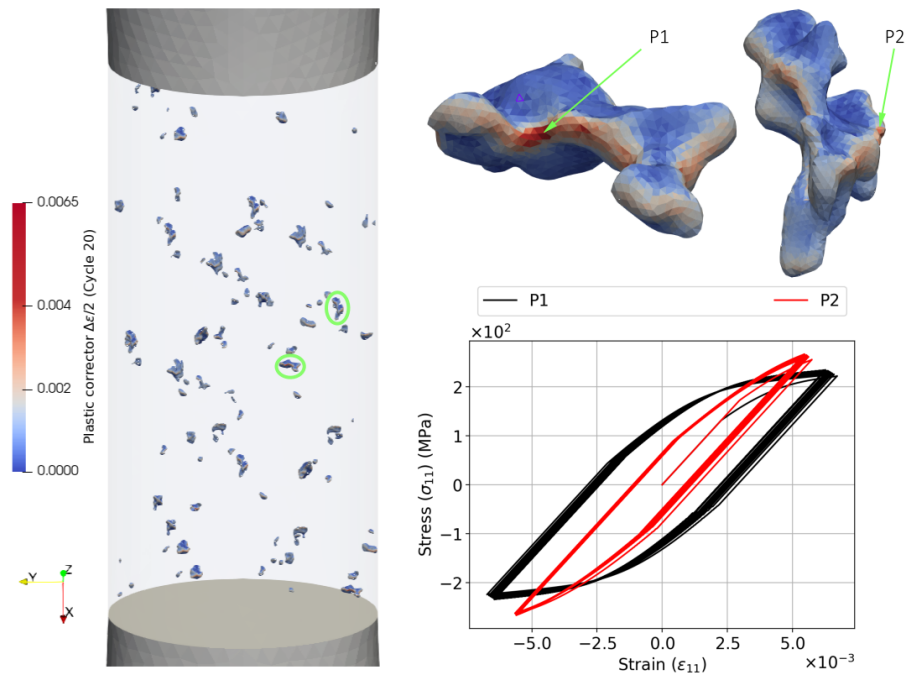 P1
P2
0.0065
0.004
0.002
0.0000
Plastic corrector Δε/2 (Cycle 20)
Z
Y
X
P1
P2
×10²
2
1
0
−1
−2
Stress (σ₁₁) (MPa)
−5.0
−2.5
0.0
2.5
5.0
Strain (ε₁₁)
×10⁻³